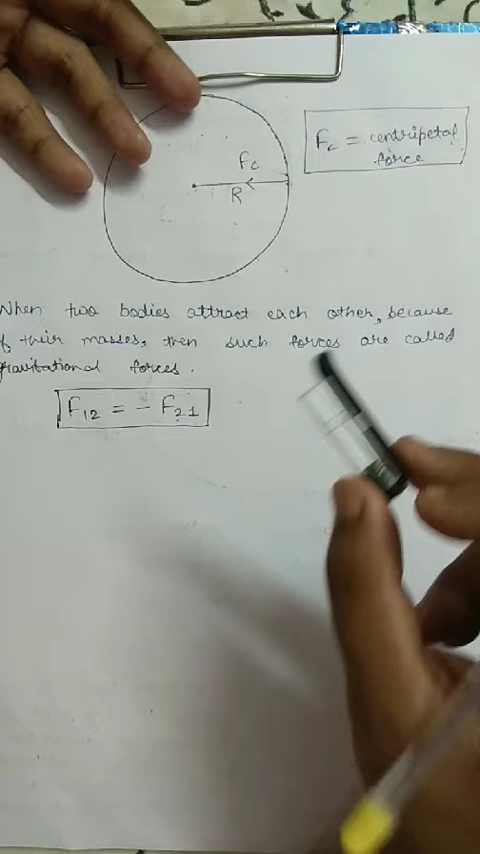 Fc = centripetal
force
Fc
R
When two bodies attract each other, because
of their masses, then such forces are called
gravitational forces.
F12 = - F21